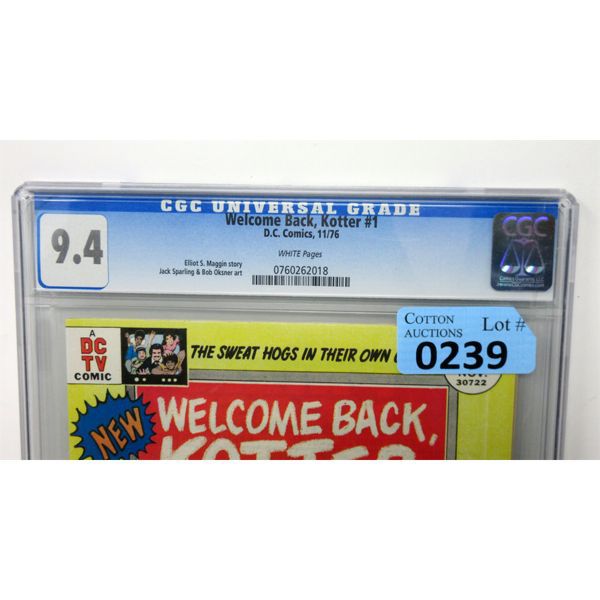 CGC UNIVERSAL GRADE
9.4
Welcome Back, Kotter #1
D.C. Comics, 11/76
WHITE Pages
Elliot S. Maggin story
Jack Sparling & Bob Oksner art
0760262018
CGC
COTTON
AUCTIONS
Lot #
0239
A
DC
TV
COMIC
THE SWEAT HOGS IN THEIR OWN
NOV.
30722
NEW
WELCOME BACK,
KOTTER